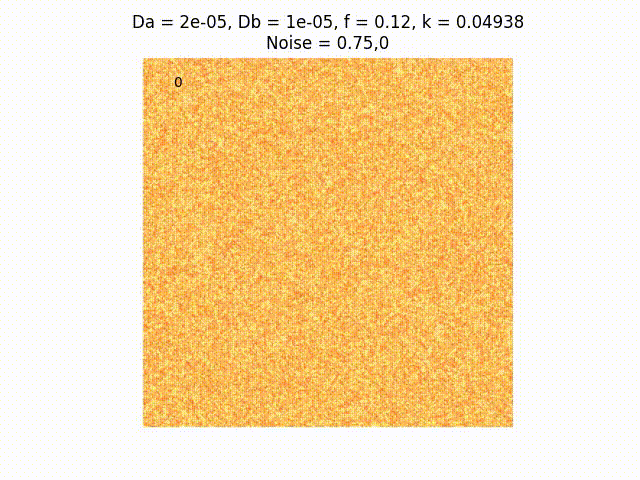 Da = 2e-05, Db = 1e-05, f = 0.12, k = 0.04938
Noise = 0.75,0
0